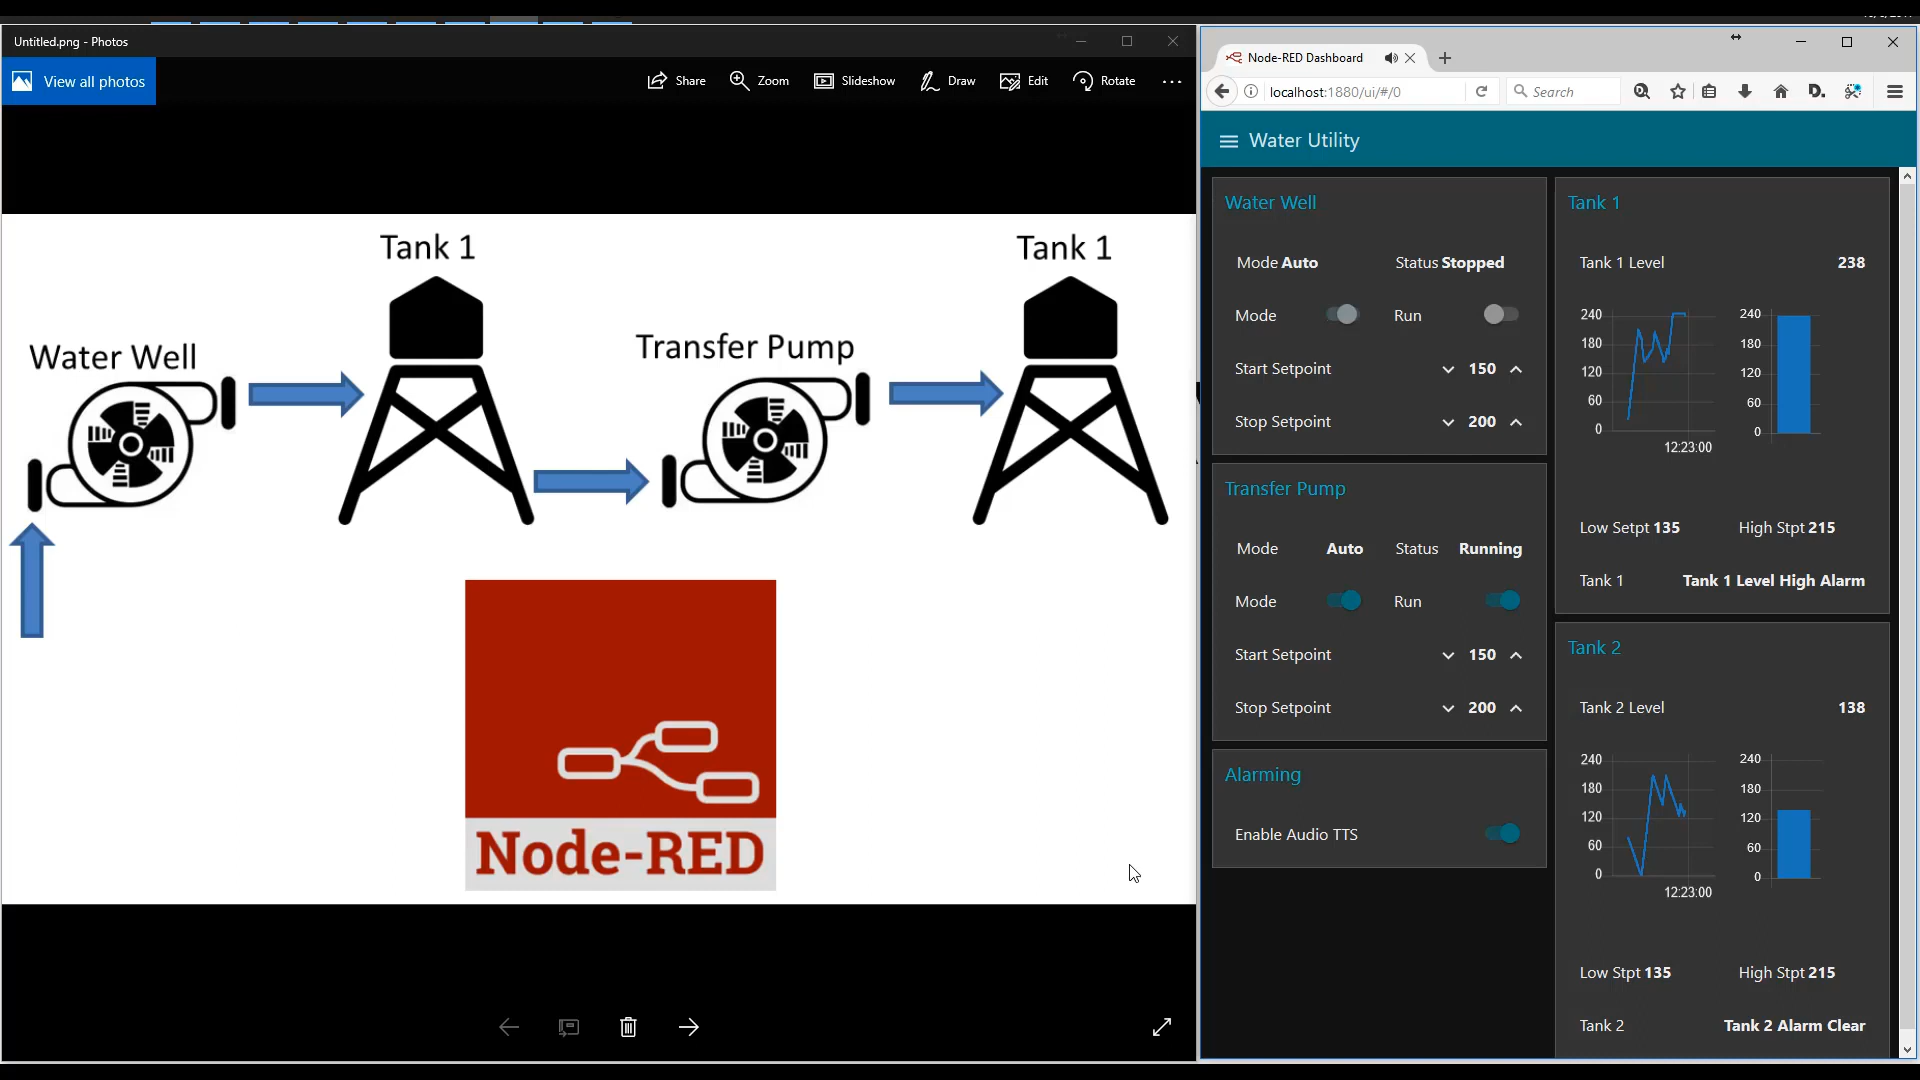 Untitled.png - Photos
View all photos
Share
Zoom
Slideshow
Draw
Edit
Rotate
Tank 1
Tank 1
Water Well
Transfer Pump
Node-RED
Node-RED Dashboard
localhost:1880/ui/#/0
Search
D.
Water Utility
Water Well
Mode Auto
Status Stopped
Mode
Run
Start Setpoint
150
Stop Setpoint
200
Transfer Pump
Mode
Auto
Status
Running
Mode
Run
Start Setpoint
150
Stop Setpoint
200
Alarming
Enable Audio TTS
Tank 1
Tank 1 Level
238
240
180
120
60
0
12:23:00
240
180
120
60
0
Low Setpt 135
High Stpt 215
Tank 1
Tank 1 Level High Alarm
Tank 2
Tank 2 Level
138
240
180
120
60
0
12:23:00
240
180
120
60
0
Low Stpt 135
High Stpt 215
Tank 2
Tank 2 Alarm Clear